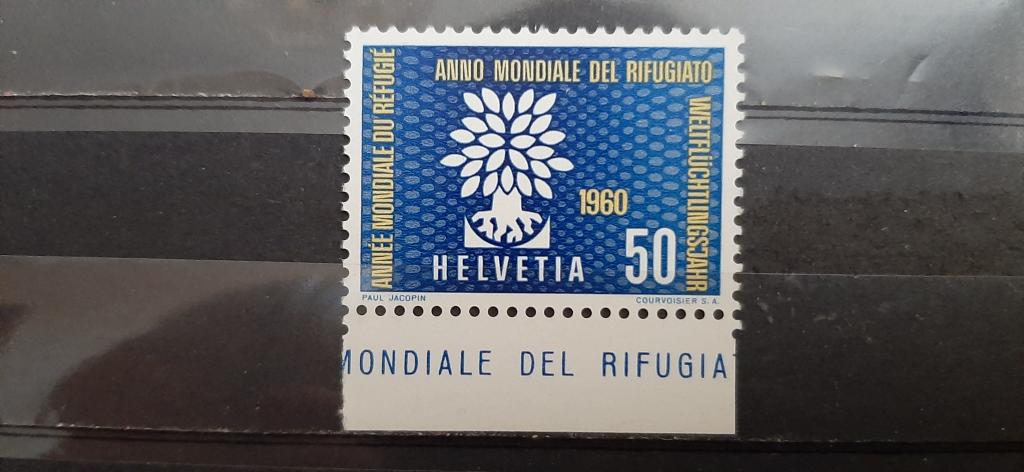 ANNÉE MONDIALE DU RÉFUGIÉ
ANNO MONDIALE DEL RIFUGIATO
WELTFLÜCHTLINGSJAHR
1960
50
HELVETIA
PAUL JACOPIN
COURVOISIER S. A.
MONDIALE DEL RIFUGIA